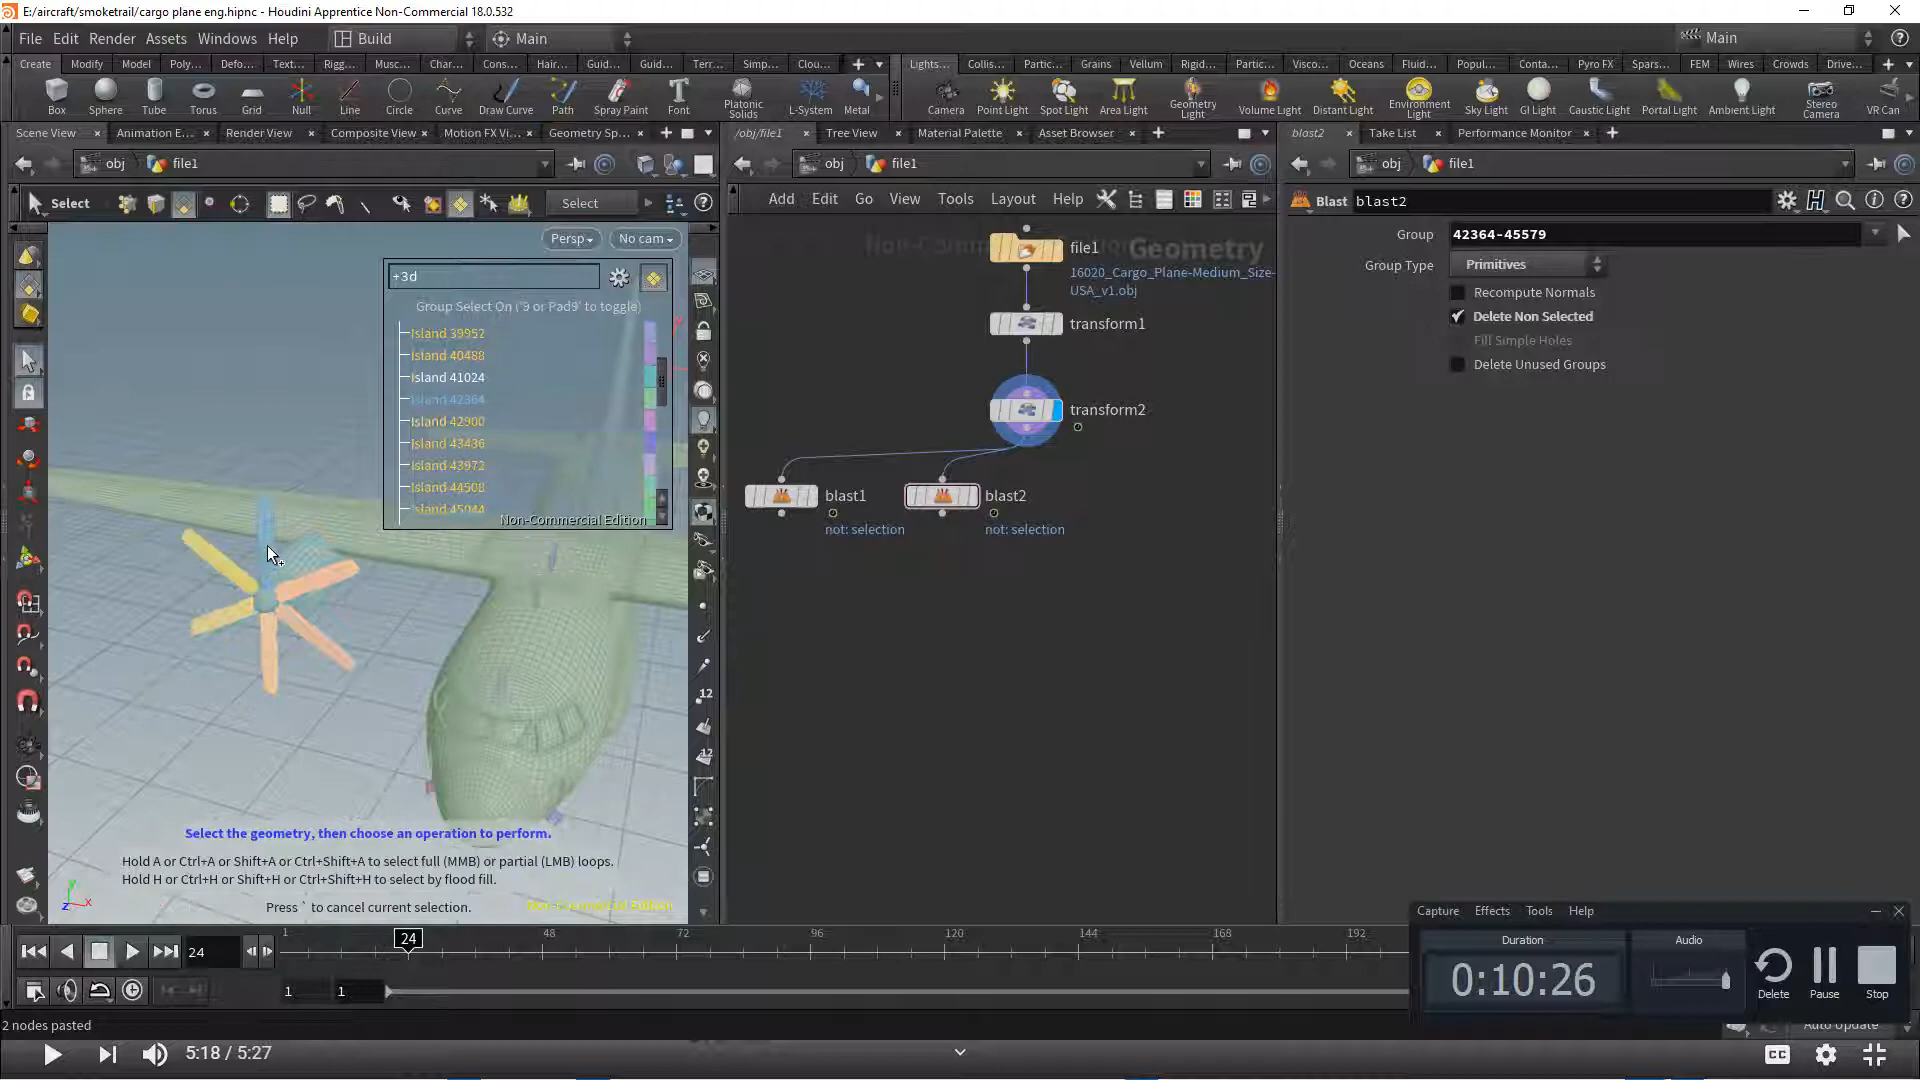 E:/aircraft/smoketrail/cargo plane eng.hipnc - Houdini Apprentice Non-Commercial 18.0.532
File Edit Render Assets Windows Help Build Main Main
Create Modify Model Poly... Defo... Text... Rigg... Musc... Char... Cons... Hair... Guid... Guid... Terr... Simp... Clou...
Lights... Collis... Partic... Grains Vellum Rigid... Partic... Visco... Oceans Fluid... Popul... Conta... Pyro FX Spars... FEM Wires Crowds Drive...
Box Sphere Tube Torus Grid Null Line Circle Curve Draw Curve Path Spray Paint Font Platonic Solids L-System Metal
Camera Point Light Spot Light Area Light Geometry Light Volume Light Distant Light Environment Light Sky Light GI Light Caustic Light Portal Light Ambient Light Stereo Camera VR Can
Scene View Animation E... Render View Composite View Motion FX Vi... Geometry Sp...
/obj/file1 Tree View Material Palette Asset Browser
blast2 Take List Performance Monitor
obj file1
obj file1
obj file1
Select Select
Add Edit Go View Tools Layout Help
Blast blast2
Persp No cam
+3d
Group Select On ('9 or Pad9' to toggle)
Island 39952
Island 40488
Island 41024
Island 42364
Island 42900
Island 43436
Island 43972
Island 44508
Island 45044
Non-Commercial Edition
Geometry
file1
16020_Cargo_Plane-Medium_Size-
USA_v1.obj
transform1
transform2
blast1
not: selection
blast2
not: selection
Group 42364-45579
Group Type Primitives
Recompute Normals
Delete Non Selected
Fill Simple Holes
Delete Unused Groups
12
12
Select the geometry, then choose an operation to perform.
Hold A or Ctrl+A or Shift+A or Ctrl+Shift+A to select full (MMB) or partial (LMB) loops.
Hold H or Ctrl+H or Shift+H or Ctrl+Shift+H to select by flood fill.
Press ` to cancel current selection.
Non-Commercial Edition
y
z x
Capture Effects Tools Help
Duration Audio
0:10:26
Delete Pause Stop
24
1 24 48 72 96 120 144 168 192
1 1
2 nodes pasted
Auto Update
5:18 / 5:27
CC